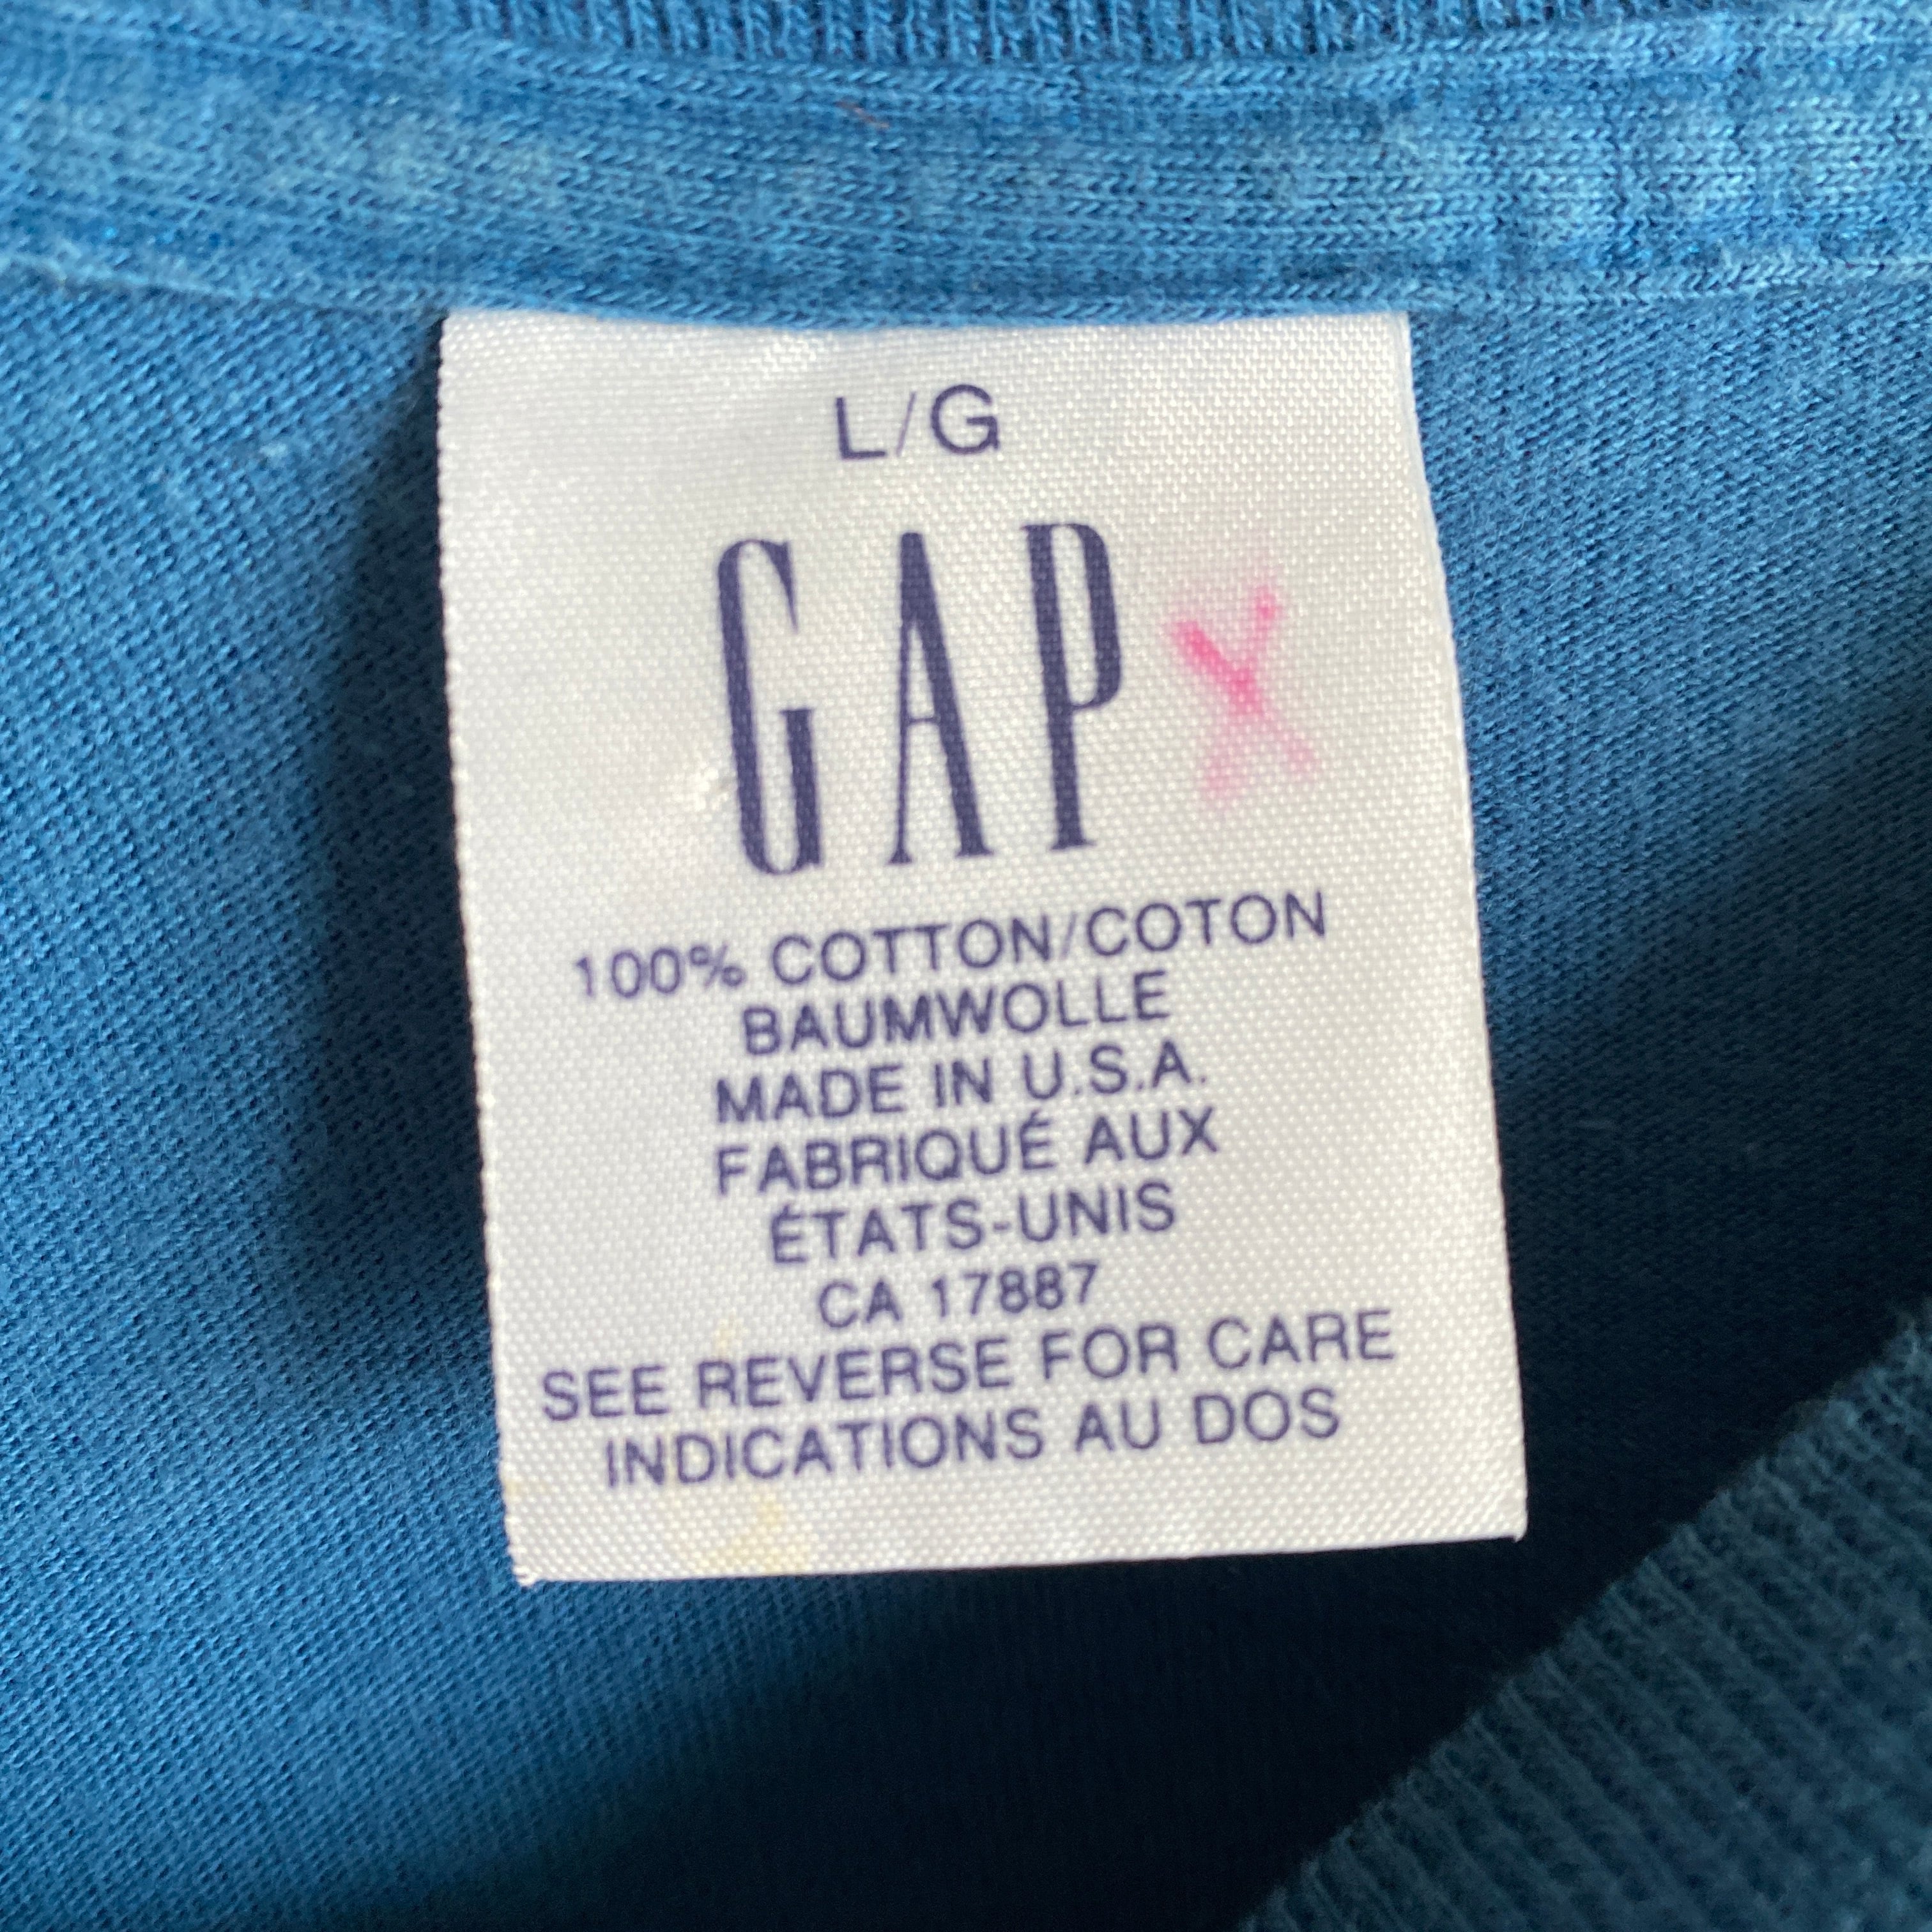 L/G
GAP X
100% COTTON/COTON
BAUMWOLLE
MADE IN U.S.A.
FABRIQUÉ AUX
ÉTATS-UNIS
CA 17887
SEE REVERSE FOR CARE
INDICATIONS AU DOS